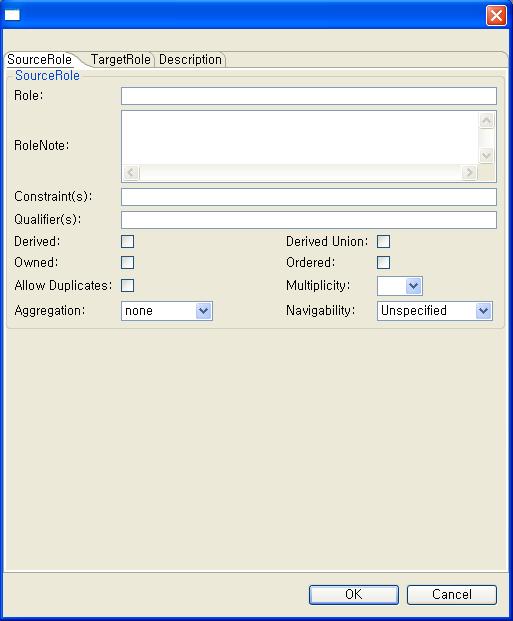 SourceRole TargetRole Description
SourceRole
Role:
RoleNote:
Constraint(s):
Qualifier(s):
Derived: Derived Union:
Owned: Ordered:
Allow Duplicates: Multiplicity:
Aggregation: none Navigability: Unspecified
OK Cancel